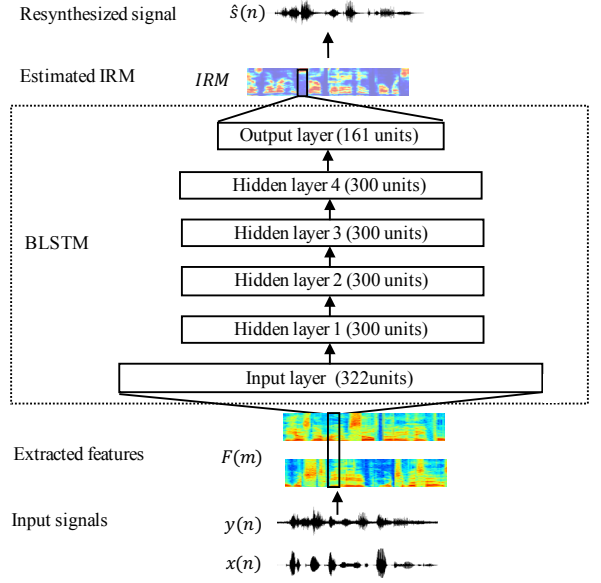 Resynthesized signal
ŝ(n)
Estimated IRM
IRM
Output layer (161 units)
Hidden layer 4 (300 units)
Hidden layer 3 (300 units)
BLSTM
Hidden layer 2 (300 units)
Hidden layer 1 (300 units)
Input layer (322units)
Extracted features
F(m)
Input signals
y(n)
x(n)